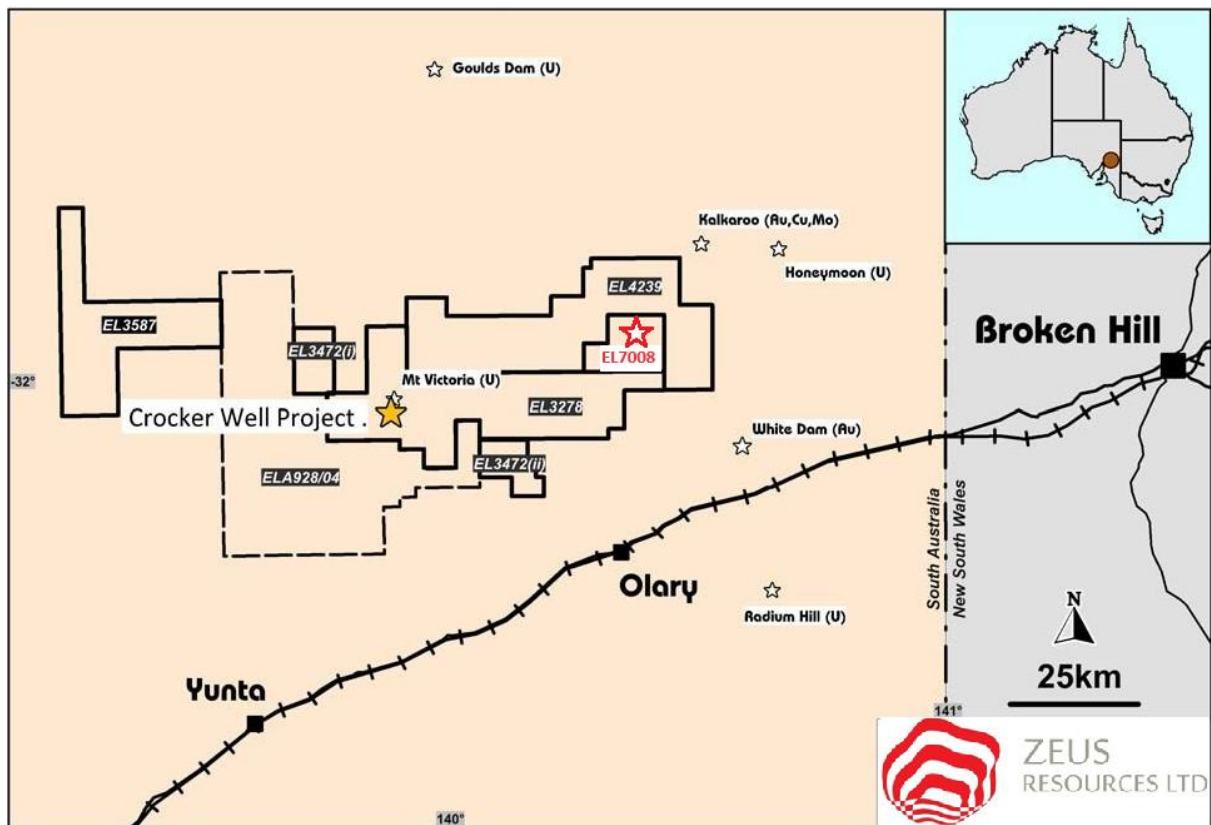 Goulds Dam (U)
Kalkaroo (Au,Cu,Mo)
Honeymoon (U)
EL4239
EL3587
EL7008
EL3472(i)
Broken Hill
-32°
Mt Victoria (U)
Crocker Well Project .
EL3278
White Dam (Au)
EL3472(ii)
ELA928/04
South Australia
New South Wales
Olary
Radium Hill (U)
N
25km
Yunta
141°
140°
ZEUS
RESOURCES LTD